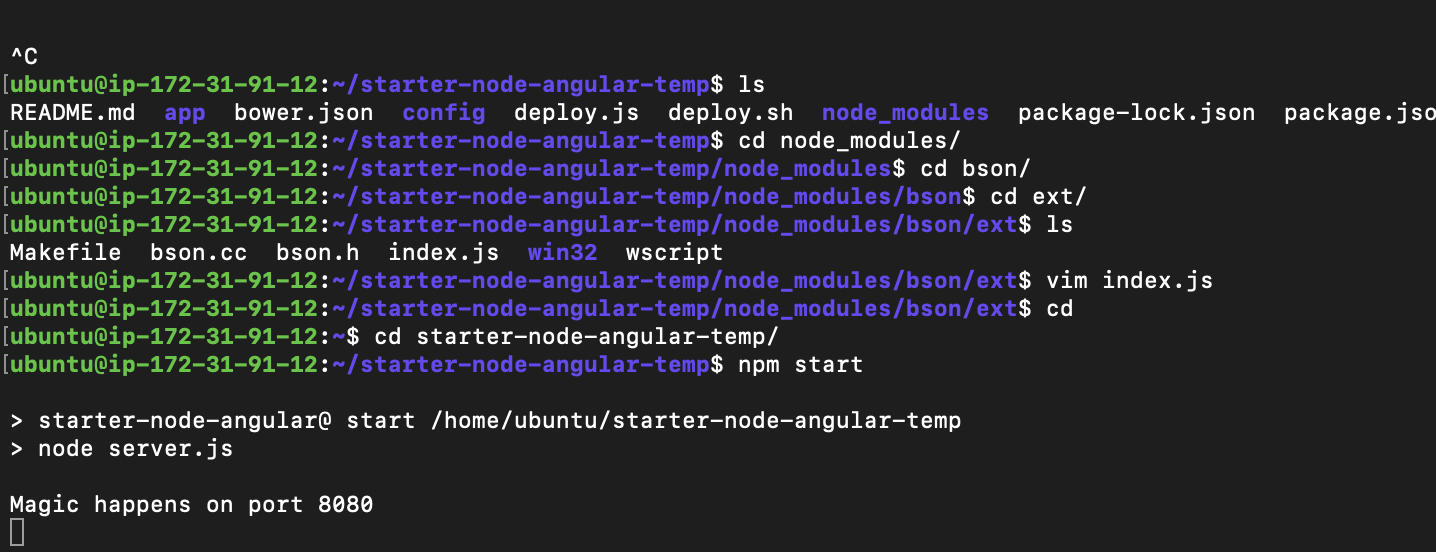 ^C
[ubuntu@ip-172-31-91-12:~/starter-node-angular-temp$ ls
README.md  app  bower.json  config  deploy.js  deploy.sh  node_modules  package-lock.json  package.jso
[ubuntu@ip-172-31-91-12:~/starter-node-angular-temp$ cd node_modules/
[ubuntu@ip-172-31-91-12:~/starter-node-angular-temp/node_modules$ cd bson/
[ubuntu@ip-172-31-91-12:~/starter-node-angular-temp/node_modules/bson$ cd ext/
[ubuntu@ip-172-31-91-12:~/starter-node-angular-temp/node_modules/bson/ext$ ls
Makefile  bson.cc  bson.h  index.js  win32  wscript
[ubuntu@ip-172-31-91-12:~/starter-node-angular-temp/node_modules/bson/ext$ vim index.js
[ubuntu@ip-172-31-91-12:~/starter-node-angular-temp/node_modules/bson/ext$ cd
[ubuntu@ip-172-31-91-12:~$ cd starter-node-angular-temp/
[ubuntu@ip-172-31-91-12:~/starter-node-angular-temp$ npm start
> starter-node-angular@ start /home/ubuntu/starter-node-angular-temp
> node server.js
Magic happens on port 8080